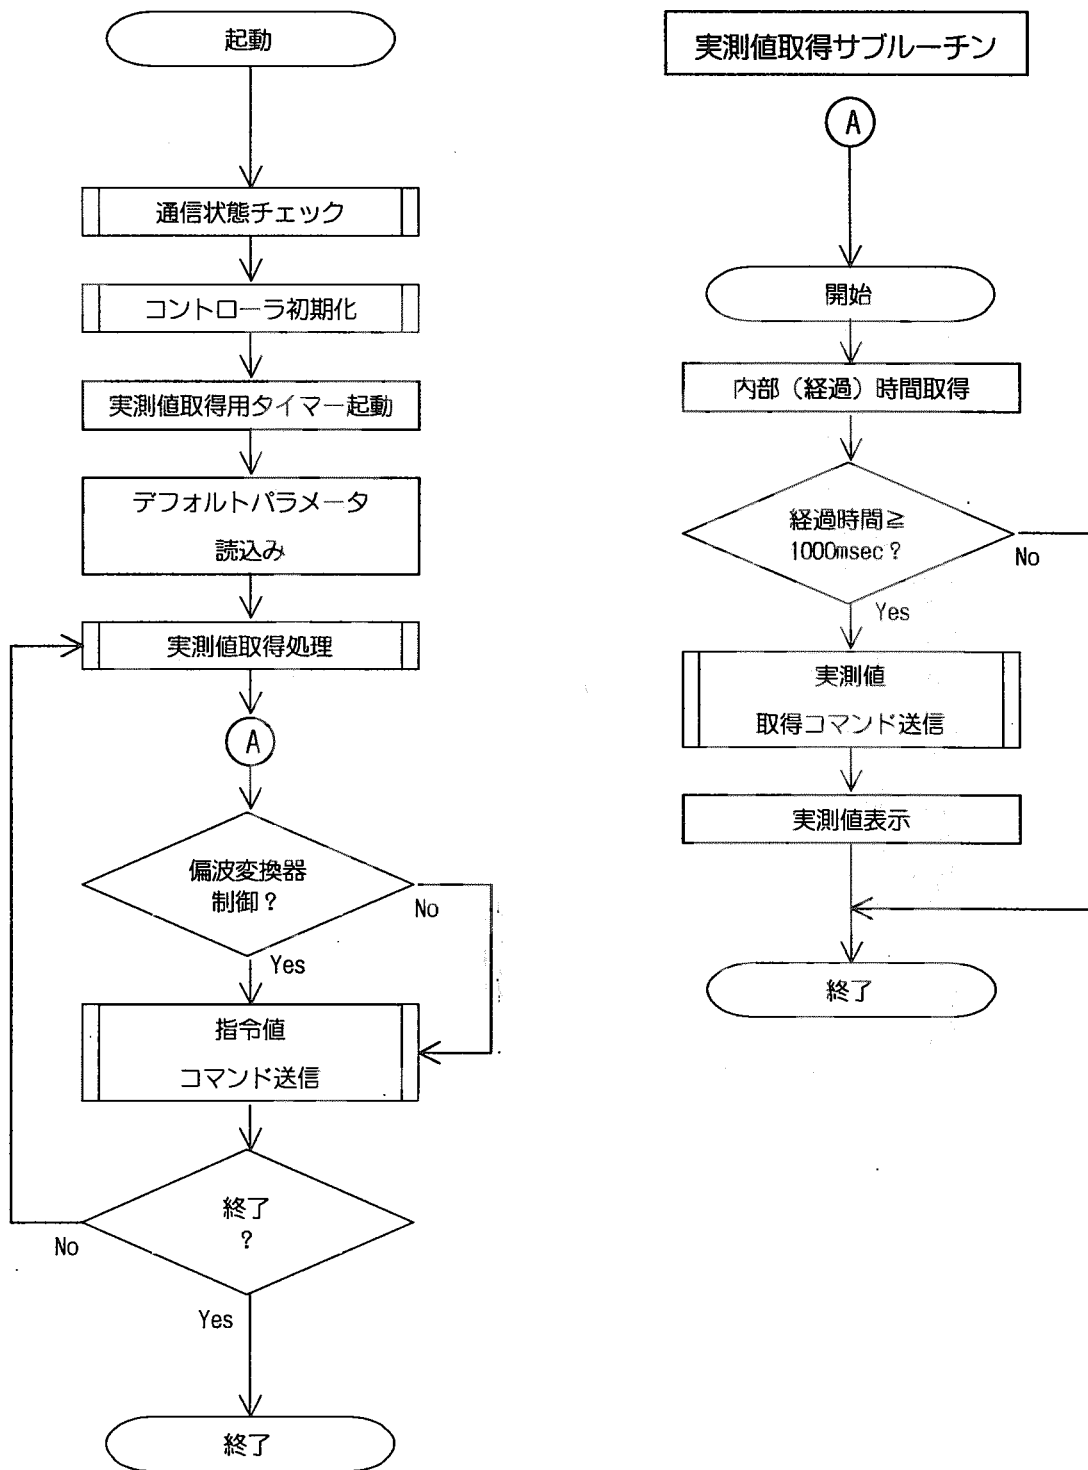 起動
通信状態チェック
コントローラ初期化
実測値取得用タイマー起動
デフォルトパラメータ
読込み
実測値取得処理
A
偏波変換器
制御？
No
Yes
指令値
コマンド送信
終了
？
No
Yes
終了
実測値取得サブルーチン
A
開始
内部（経過）時間取得
経過時間≧
1000msec？
No
Yes
実測値
取得コマンド送信
実測値表示
終了